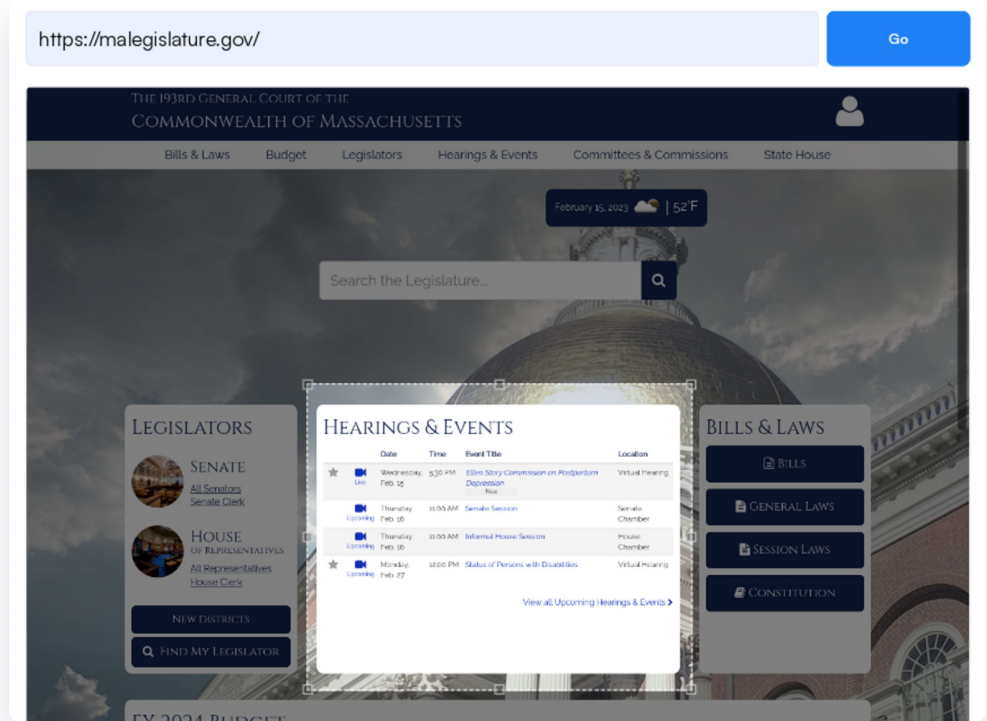 https://malegislature.gov/
Go
THE 193RD GENERAL COURT OF THE
COMMONWEALTH OF MASSACHUSETTS
Bills & Laws Budget Legislators Hearings & Events Committees & Commissions State House
February 15, 2023 | 52°F
Search the Legislature...
LEGISLATORS
SENATE
All Senators
Senate Clerk
HOUSE
OF REPRESENTATIVES
All Representatives
House Clerk
NEW DISTRICTS
FIND MY LEGISLATOR
HEARINGS & EVENTS
Date Time Event Title Location
Wednesday, 5:30 PM Ellen Story Commission on Postpartum Virtual Hearing
Live Feb. 15 Depression
New
Thursday, 11:00 AM Senate Session Senate
Upcoming Feb. 16 Chamber
Thursday, 11:00 AM Informal House Session House
Upcoming Feb. 16 Chamber
Monday, 12:00 PM Status of Persons with Disabilities Virtual Hearing
Upcoming Feb. 27
View all Upcoming Hearings & Events
BILLS & LAWS
BILLS
GENERAL LAWS
SESSION LAWS
CONSTITUTION
FY 2024 BUDGET